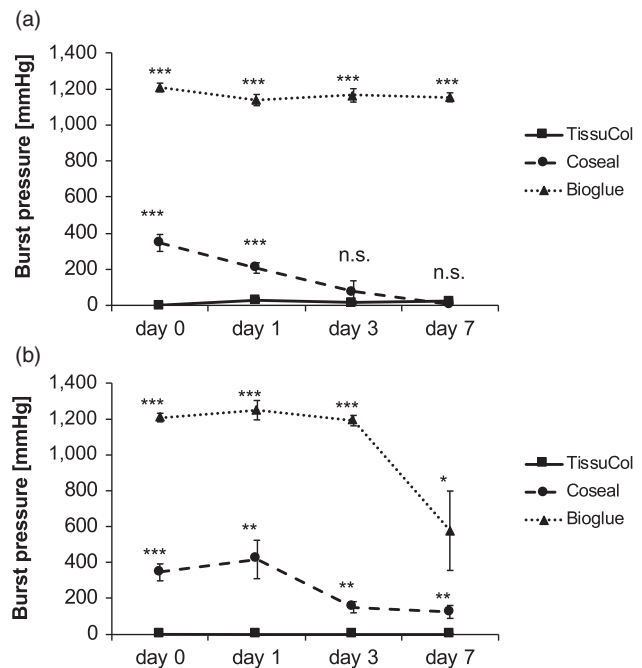 (a)
1,400
1,200
1,000
800
600
400
200
0
Burst pressure [mmHg]
*** *** *** ***
*** *** n.s. n.s.
day 0 day 1 day 3 day 7
TissuCol
Coseal
Bioglue
(b)
1,400
1,200
1,000
800
600
400
200
0
Burst pressure [mmHg]
*** *** *** *
*** ** ** **
day 0 day 1 day 3 day 7
TissuCol
Coseal
Bioglue